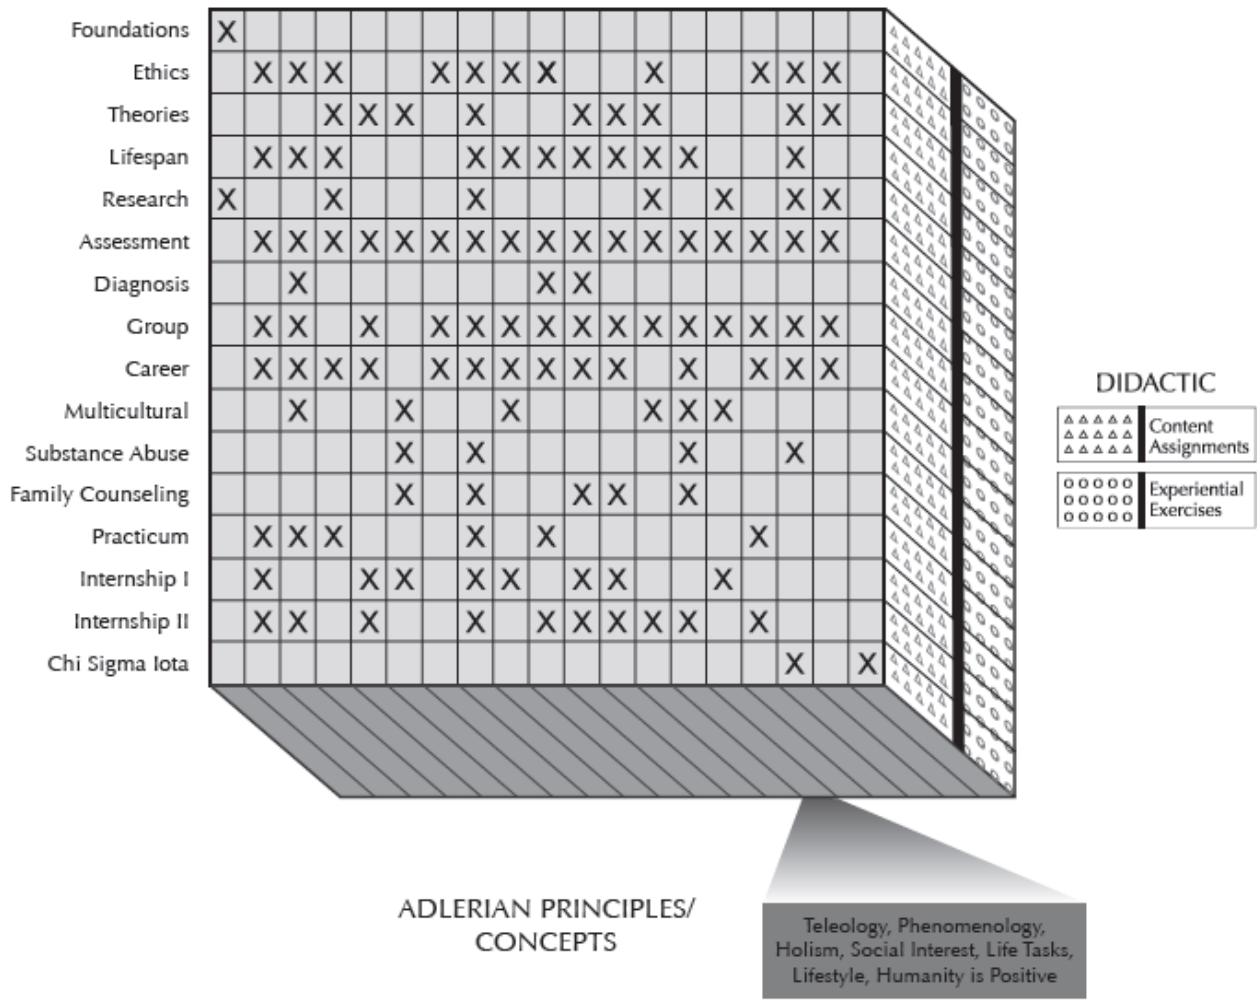 Foundations X
Ethics X X X X X X X X X X X
Theories X X X X X X X X X
Lifespan X X X X X X X X X X X
Research X X X X X X X
Assessment X X X X X X X X X X X X X X X X X
Diagnosis X X X
Group X X X X X X X X X X X X X X X
Career X X X X X X X X X X X X X X
Multicultural X X X X X X
Substance Abuse X X X X
Family Counseling X X X X X
Practicum X X X X X X
Internship I X X X X X X X X
Internship II X X X X X X X X X X
Chi Sigma Iota X X
DIDACTIC
Content
Assignments
Experiential
Exercises
ADLERIAN PRINCIPLES/
CONCEPTS
Teleology, Phenomenology,
Holism, Social Interest, Life Tasks,
Lifestyle, Humanity is Positive